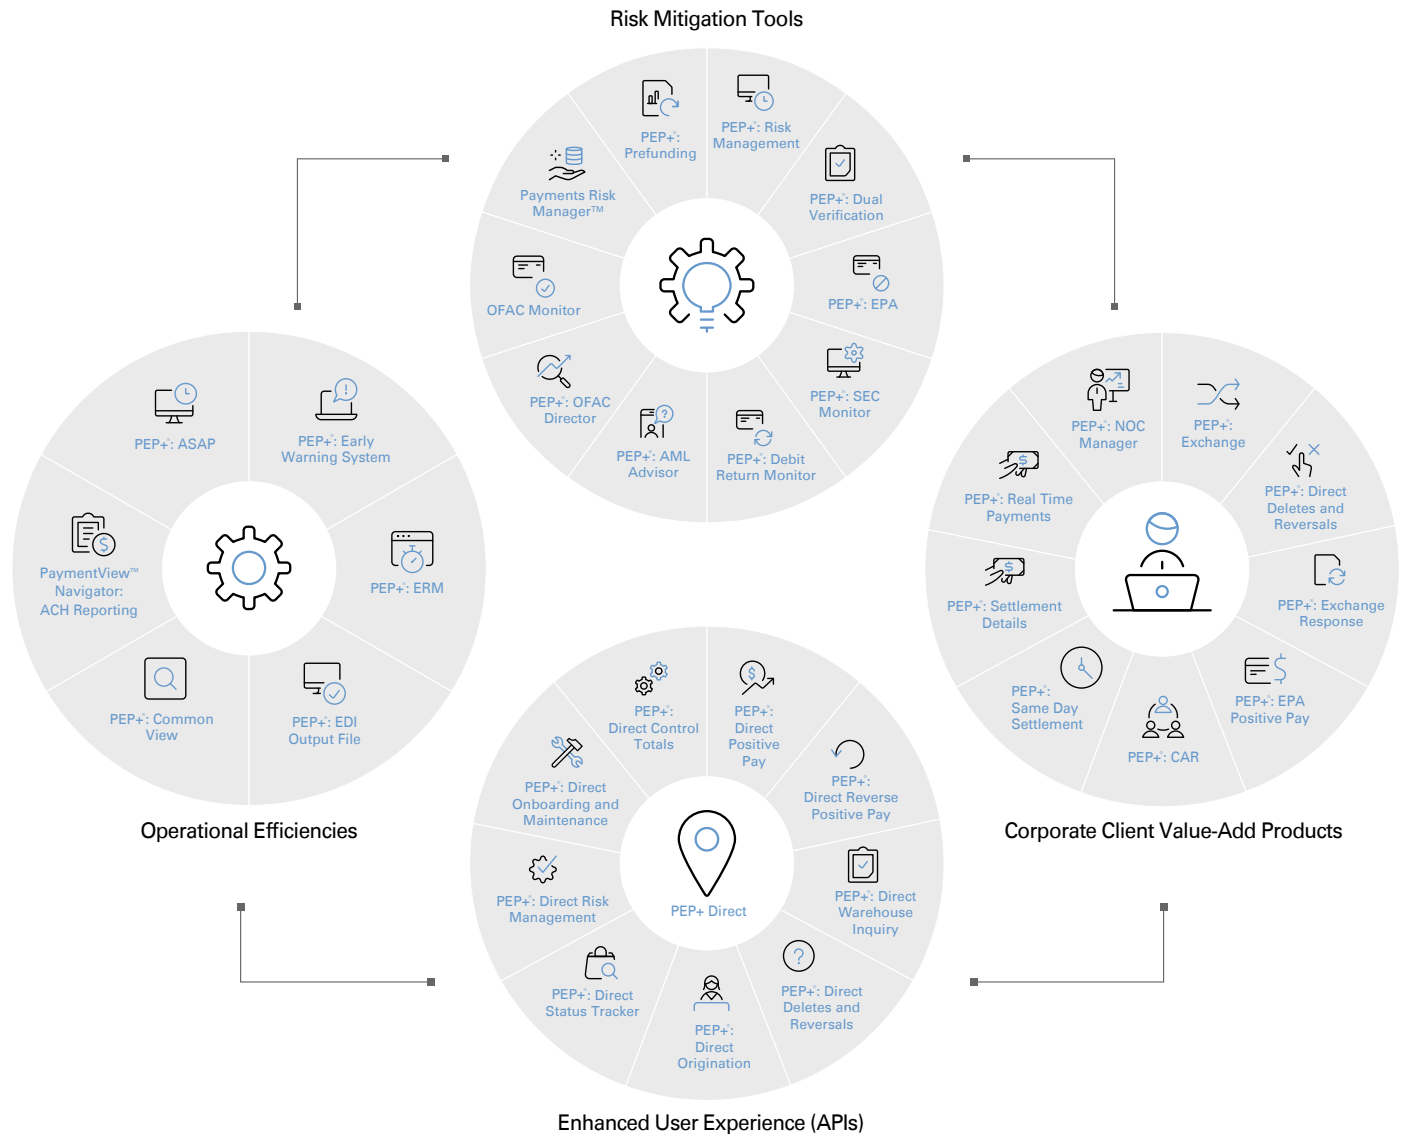 Risk Mitigation Tools
PEP+®:
Prefunding
PEP+®: Risk
Management
PEP+®: Dual
Verification
PEP+®: EPA
PEP+®: SEC
Monitor
PEP+®: Debit
Return Monitor
PEP+®: AML
Advisor
PEP+®: OFAC
Director
OFAC Monitor
Payments Risk
Manager™
PEP+®: ASAP
PEP+®: Early
Warning System
PEP+®: ERM
PEP+®: EDI
Output File
PEP+®: Common
View
PaymentView™
Navigator:
ACH Reporting
Operational Efficiencies
PEP+®: NOC
Manager
PEP+®:
Exchange
PEP+®: Direct
Deletes and
Reversals
PEP+®: Exchange
Response
PEP+®: EPA
Positive Pay
PEP+®: CAR
PEP+®:
Same Day
Settlement
PEP+®: Settlement
Details
PEP+®: Real Time
Payments
Corporate Client Value-Add Products
PEP+®:
Direct Control
Totals
PEP+®:
Direct
Positive
Pay
PEP+®:
Direct Reverse
Positive Pay
PEP+®: Direct
Warehouse
Inquiry
PEP+®: Direct
Deletes and
Reversals
PEP+®:
Direct
Origination
PEP+®: Direct
Status Tracker
PEP+®: Direct Risk
Management
PEP+®: Direct
Onboarding and
Maintenance
PEP+ Direct
Enhanced User Experience (APIs)